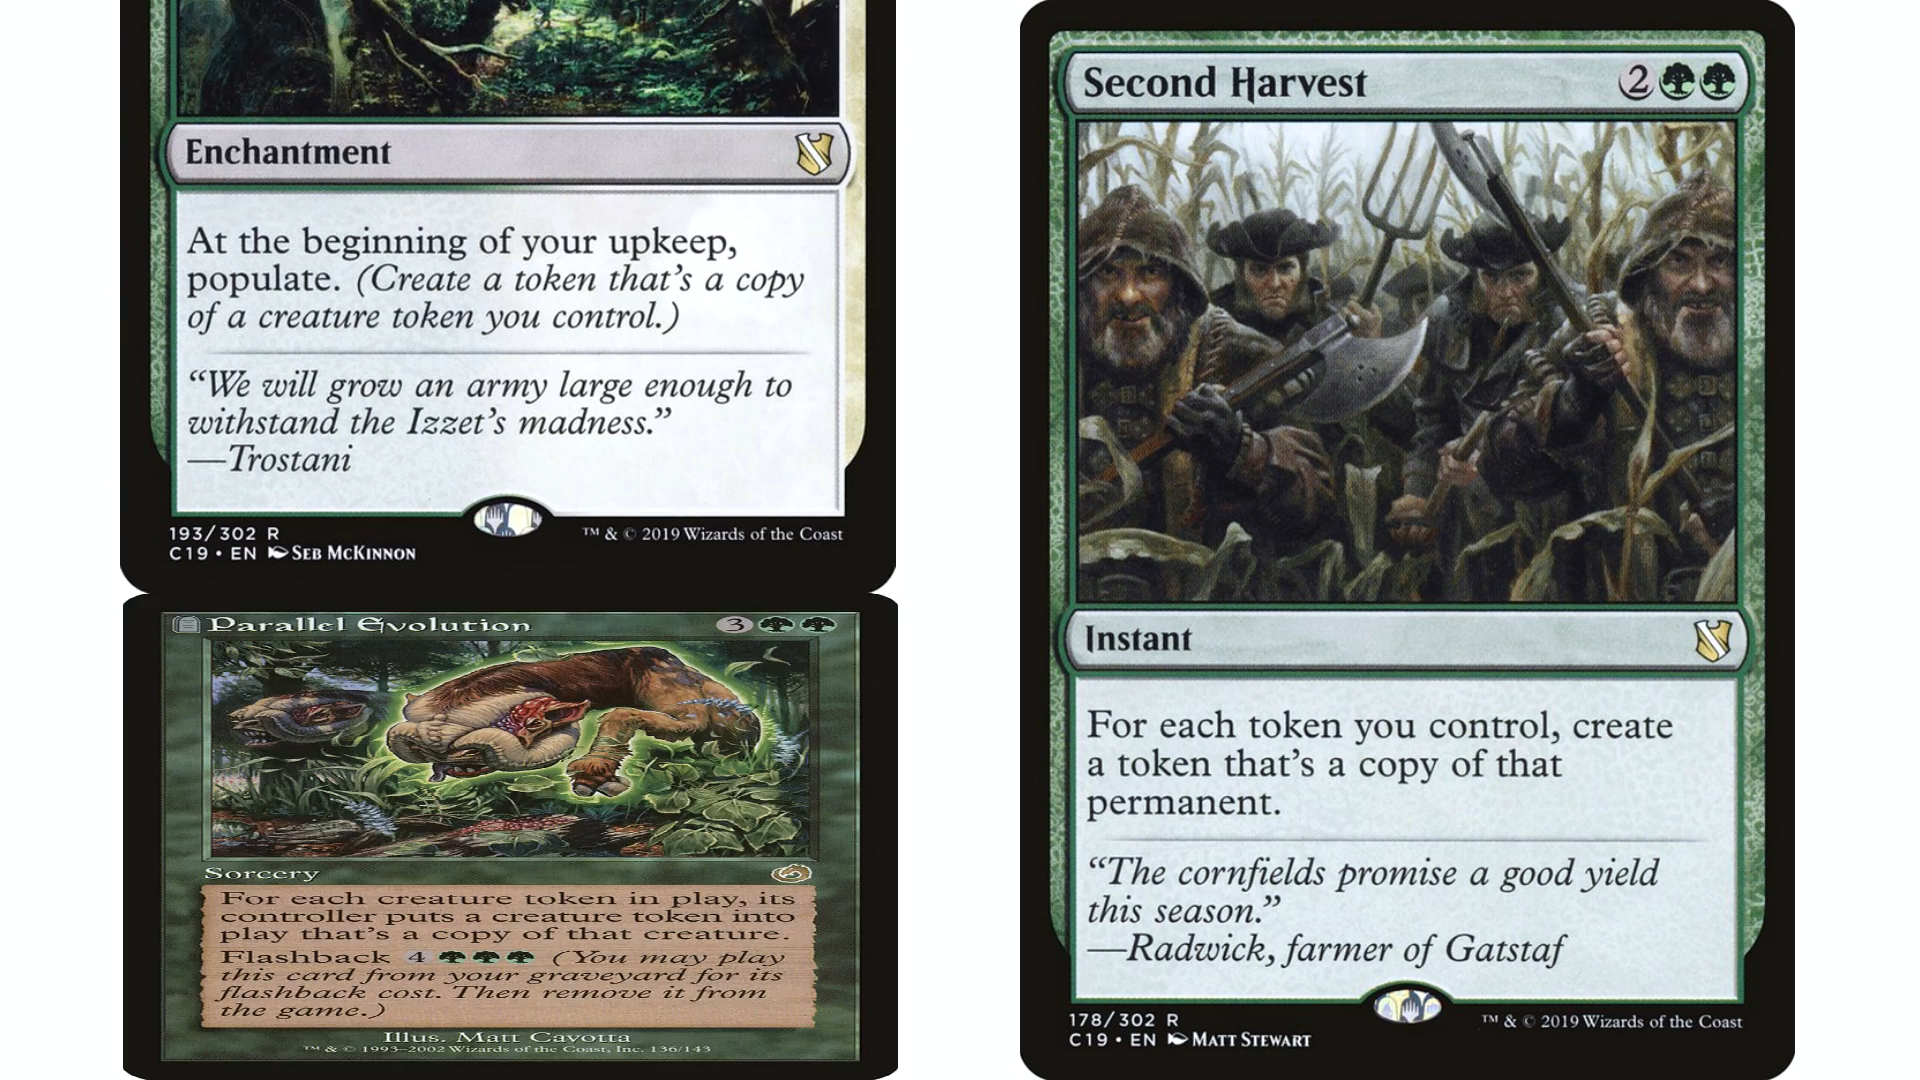 Enchantment
At the beginning of your upkeep,
populate. (Create a token that's a copy
of a creature token you control.)
"We will grow an army large enough to
withstand the Izzet's madness."
—Trostani
193/302 R
C19 • EN SEB MCKINNON
™ & © 2019 Wizards of the Coast
Parallel Evolution 3
Sorcery
For each creature token in play, its
controller puts a creature token into
play that's a copy of that creature.
Flashback 4 (You may play
this card from your graveyard for its
flashback cost. Then remove it from
the game.)
Illus. Matt Cavotta
™ & © 1993–2002 Wizards of the Coast, Inc. 136/143
Second Harvest 2
Instant
For each token you control, create
a token that's a copy of that
permanent.
"The cornfields promise a good yield
this season."
—Radwick, farmer of Gatstaf
178/302 R
C19 • EN MATT STEWART
™ & © 2019 Wizards of the Coast